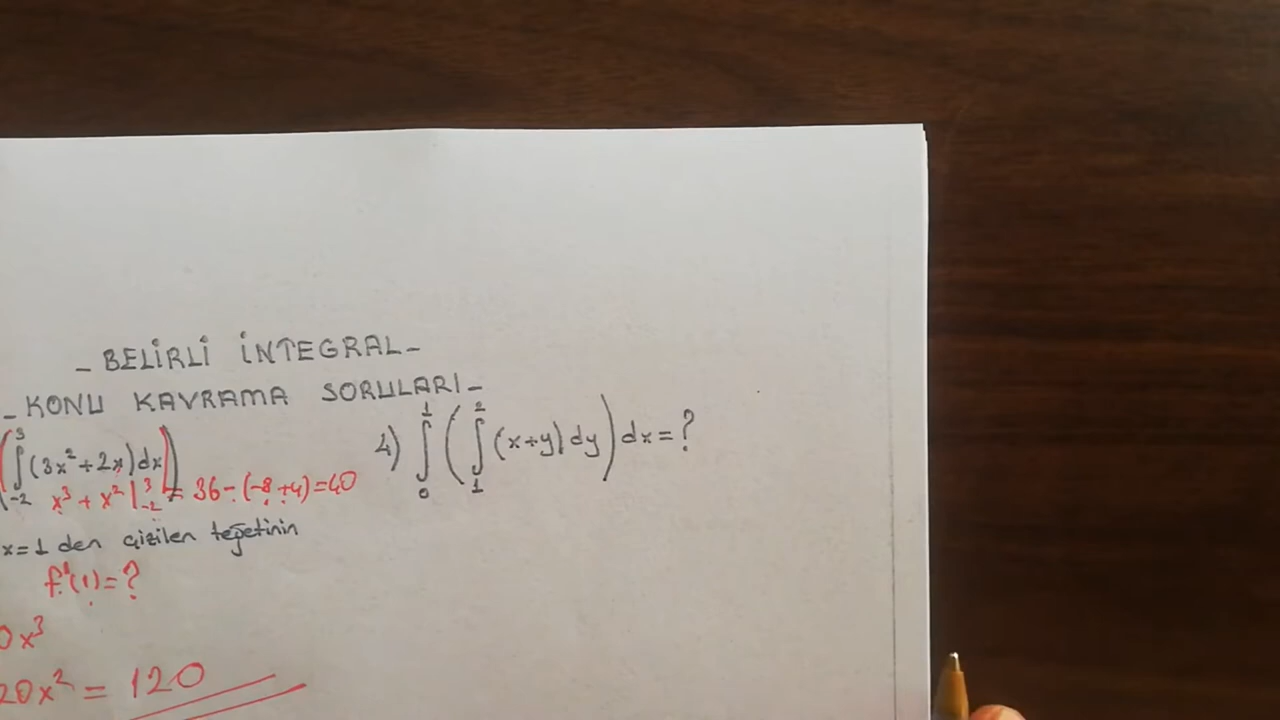 - BELİRLİ İNTEGRAL -
- KONU KAVRAMA SORULARI -
(∫₋₂³ (3x²+2x)dx)
x³ + x² |₋₂³ = 36 - (-8+4) = 40
x=1 den çizilen teğetinin
f'(1) = ?
0x³
20x² = 120
4) ∫₀¹ (∫₁² (x+y) dy) dx = ?